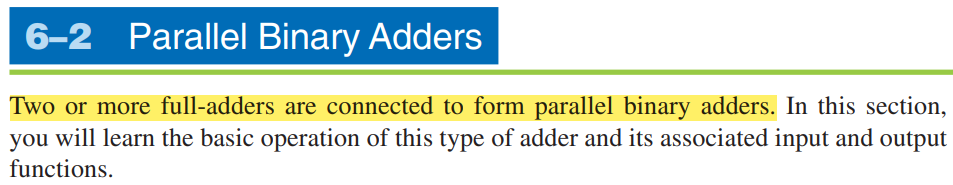 6–2 Parallel Binary Adders
Two or more full-adders are connected to form parallel binary adders. In this section,
you will learn the basic operation of this type of adder and its associated input and output
functions.